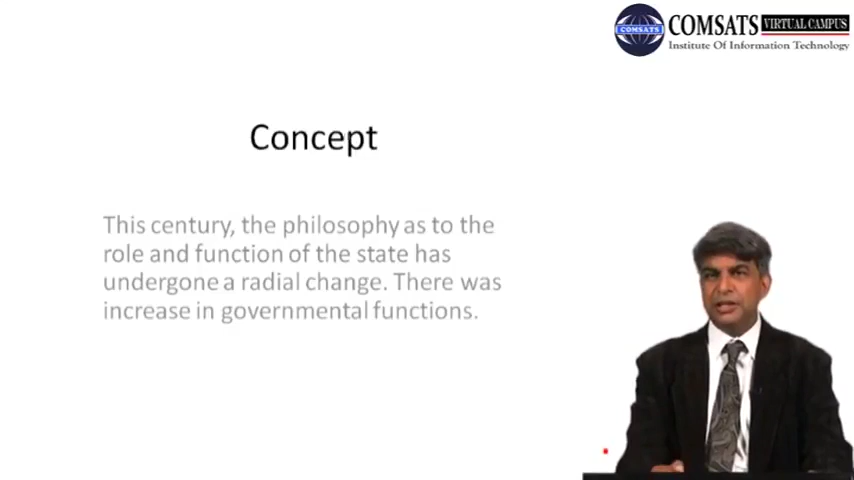 COMSATS VIRTUAL CAMPUS
COMSATS
Institute Of Information Technology
Concept
This century, the philosophy as to the
role and function of the state has
undergone a radial change. There was
increase in governmental functions.